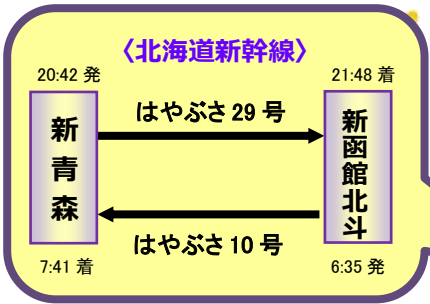 〈北海道新幹線〉
20:42 発
21:48 着
新青森
はやぶさ 29 号
新函館北斗
はやぶさ 10 号
7:41 着
6:35 発